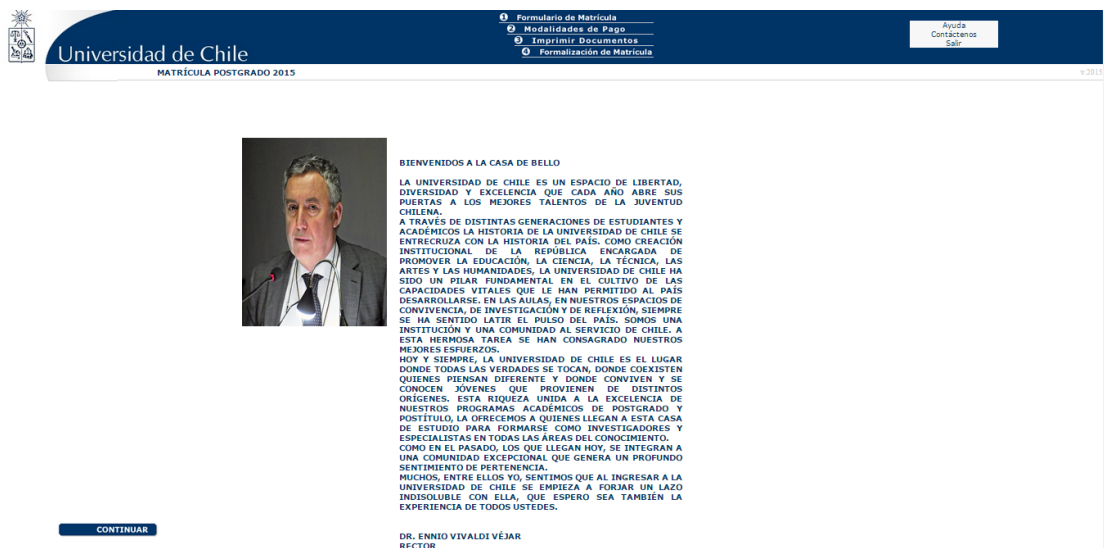 Universidad de Chile
1 Formulario de Matrícula
2 Modalidades de Pago
3 Imprimir Documentos
4 Formalización de Matrícula
Ayuda
Contáctenos
Salir
MATRÍCULA POSTGRADO 2015
v.2015
BIENVENIDOS A LA CASA DE BELLO
LA UNIVERSIDAD DE CHILE ES UN ESPACIO DE LIBERTAD,
DIVERSIDAD Y EXCELENCIA QUE CADA AÑO ABRE SUS
PUERTAS A LOS MEJORES TALENTOS DE LA JUVENTUD
CHILENA.
A TRAVÉS DE DISTINTAS GENERACIONES DE ESTUDIANTES Y
ACADÉMICOS LA HISTORIA DE LA UNIVERSIDAD DE CHILE SE
ENTRECRUZA CON LA HISTORIA DEL PAÍS. COMO CREACIÓN
INSTITUCIONAL DE LA REPÚBLICA ENCARGADA DE
PROMOVER LA EDUCACIÓN, LA CIENCIA, LA TÉCNICA, LAS
ARTES Y LAS HUMANIDADES, LA UNIVERSIDAD DE CHILE HA
SIDO UN PILAR FUNDAMENTAL EN EL CULTIVO DE LAS
CAPACIDADES VITALES QUE LE HAN PERMITIDO AL PAÍS
DESARROLLARSE. EN LAS AULAS, EN NUESTROS ESPACIOS DE
CONVIVENCIA, DE INVESTIGACIÓN Y DE REFLEXIÓN, SIEMPRE
SE HA SENTIDO LATIR EL PULSO DEL PAÍS. SOMOS UNA
INSTITUCIÓN Y UNA COMUNIDAD AL SERVICIO DE CHILE. A
ESTA HERMOSA TAREA SE HAN CONSAGRADO NUESTROS
MEJORES ESFUERZOS.
HOY Y SIEMPRE, LA UNIVERSIDAD DE CHILE ES EL LUGAR
DONDE TODAS LAS VERDADES SE TOCAN, DONDE COEXISTEN
QUIENES PIENSAN DIFERENTE Y DONDE CONVIVEN Y SE
CONOCEN JÓVENES QUE PROVIENEN DE DISTINTOS
ORÍGENES. ESTA RIQUEZA UNIDA A LA EXCELENCIA DE
NUESTROS PROGRAMAS ACADÉMICOS DE POSTGRADO Y
POSTÍTULO, LA OFRECEMOS A QUIENES LLEGAN A ESTA CASA
DE ESTUDIO PARA FORMARSE COMO INVESTIGADORES Y
ESPECIALISTAS EN TODAS LAS ÁREAS DEL CONOCIMIENTO.
COMO EN EL PASADO, LOS QUE LLEGAN HOY, SE INTEGRAN A
UNA COMUNIDAD EXCEPCIONAL QUE GENERA UN PROFUNDO
SENTIMIENTO DE PERTENENCIA.
MUCHOS, ENTRE ELLOS YO, SENTIMOS QUE AL INGRESAR A LA
UNIVERSIDAD DE CHILE SE EMPIEZA A FORJAR UN LAZO
INDISOLUBLE CON ELLA, QUE ESPERO SEA TAMBIÉN LA
EXPERIENCIA DE TODOS USTEDES.
CONTINUAR
DR. ENNIO VIVALDI VÉJAR
RECTOR